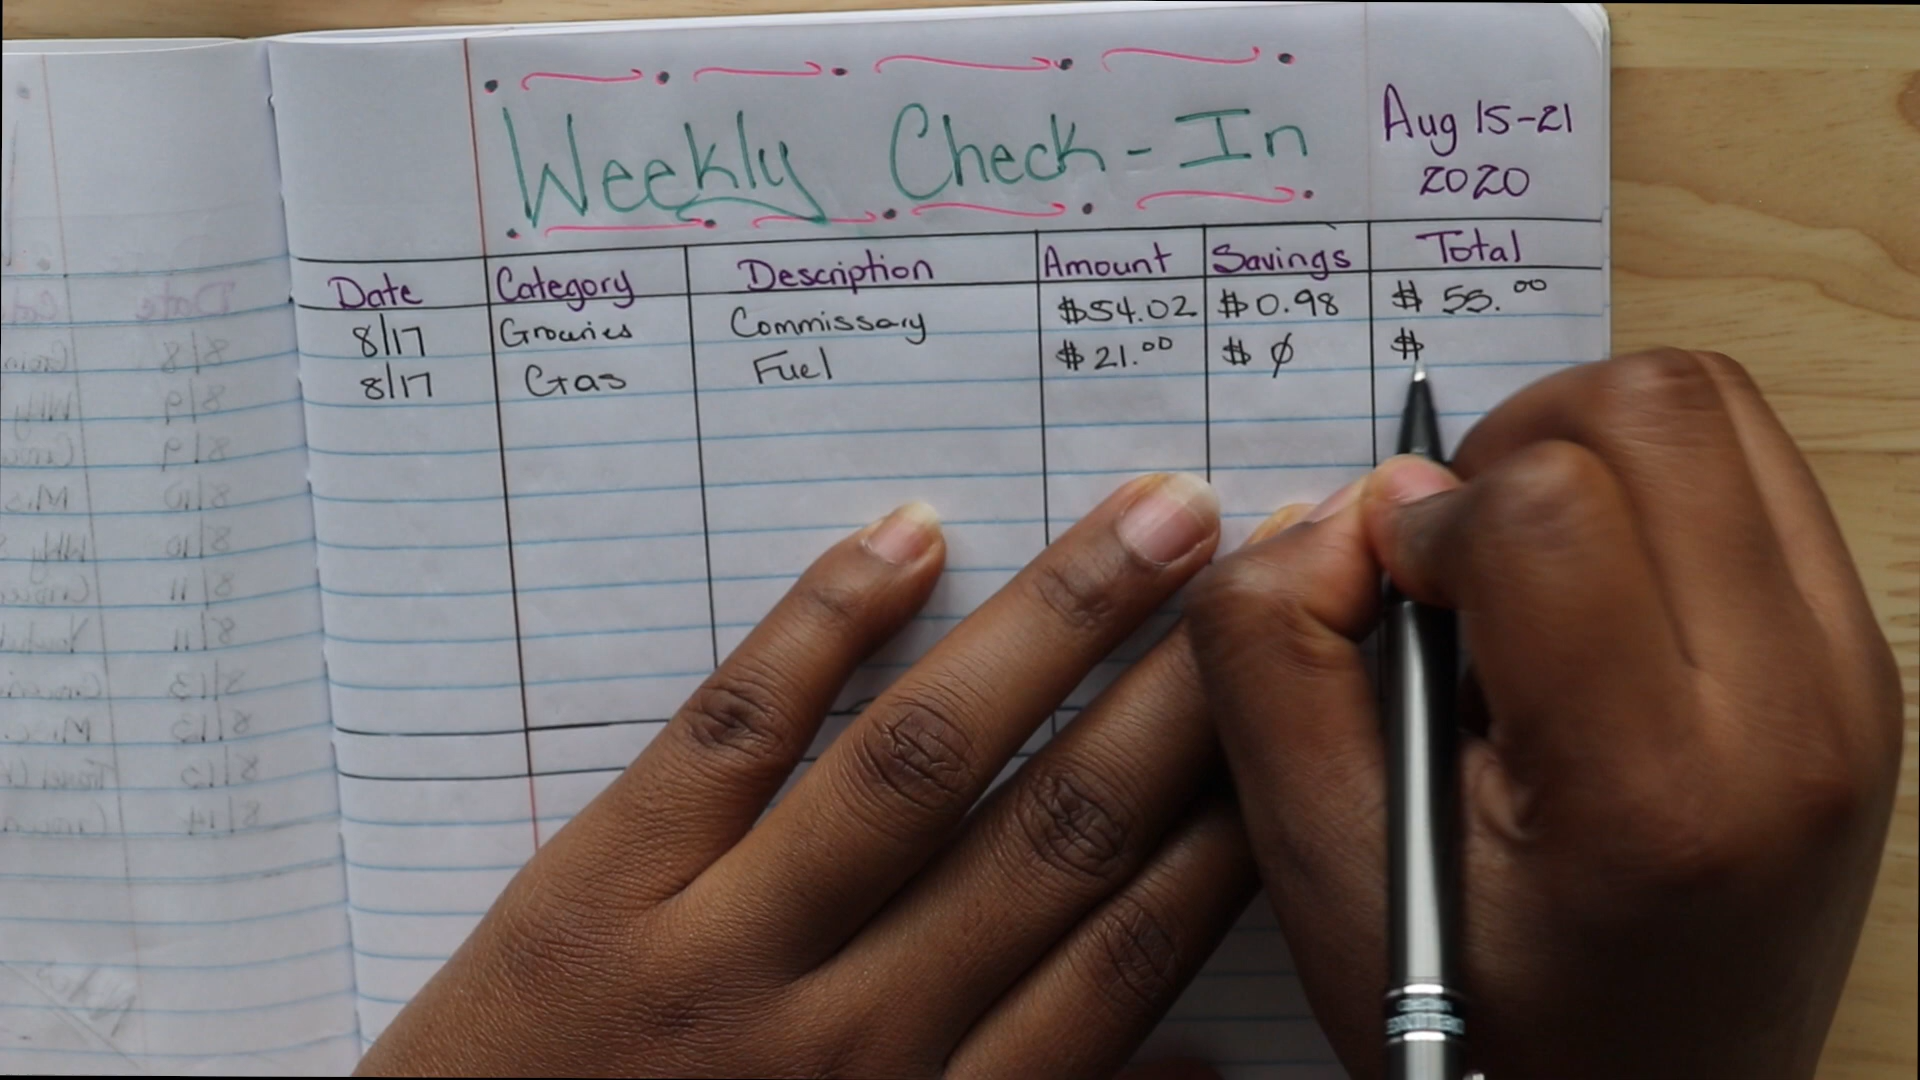 Weekly Check-In
Aug 15-21
2020
Date Category Description Amount Savings Total
8/17 Groceries Commissary $54.02 $0.98 $ 55.00
8/17 Gas Fuel $21.00 $ Ø $